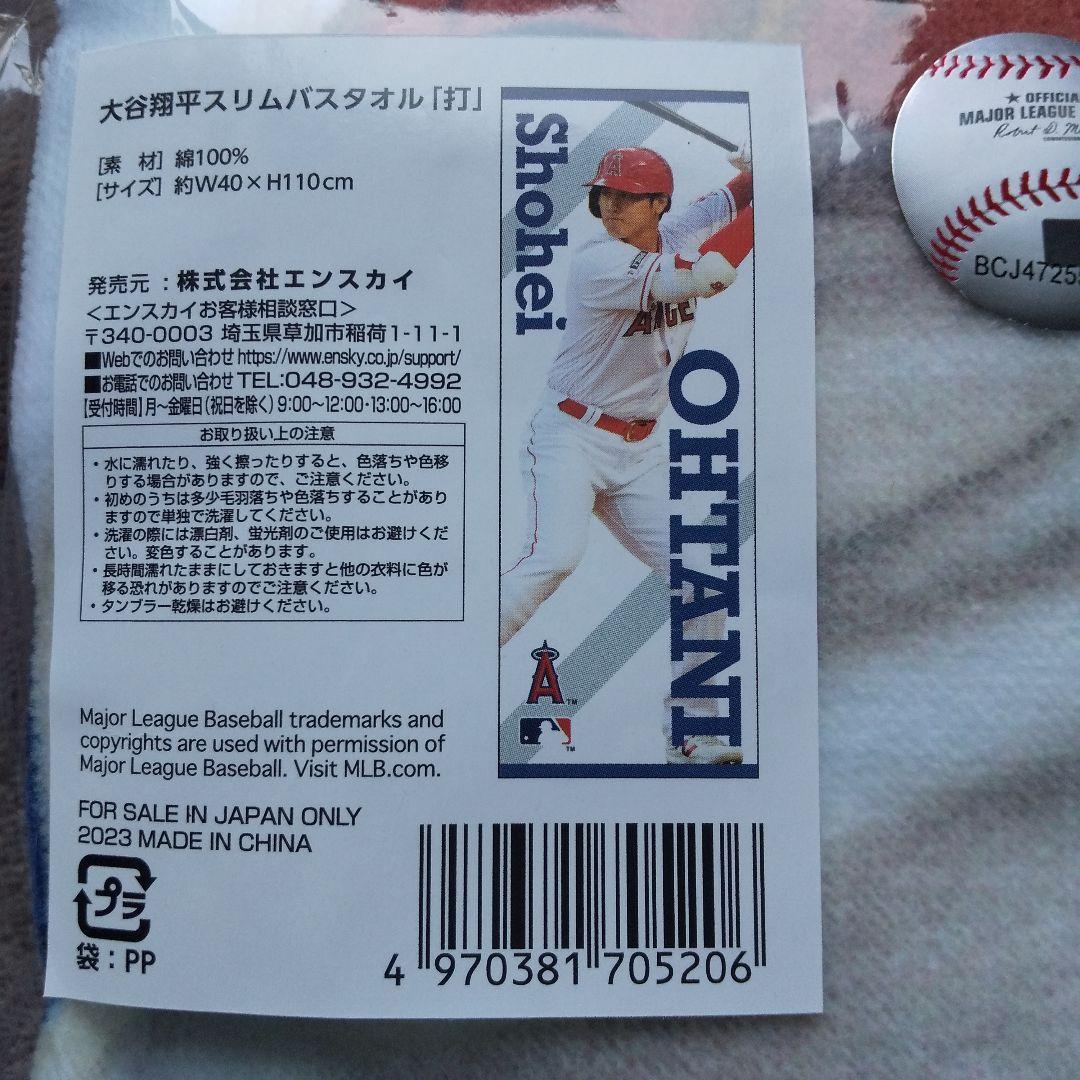 大谷翔平スリムバスタオル「打」
[素　材] 綿100%
[サイズ] 約W40×H110cm
発売元 : 株式会社エンスカイ
<エンスカイお客様相談窓口>
〒340-0003 埼玉県草加市稲荷1-11-1
■Webでのお問い合わせ https://www.ensky.co.jp/support/
■お電話でのお問い合わせ TEL:048-932-4992
【受付時間】月～金曜日(祝日を除く) 9:00～12:00・13:00～16:00
お取り扱い上の注意
・水に濡れたり、強く擦ったりすると、色落ちや色移
りする場合がありますので、ご注意ください。
・初めのうちは多少毛羽落ちや色落ちすることがあり
ますので単独で洗濯してください。
・洗濯の際には漂白剤、蛍光剤のご使用はお避けくだ
さい。変色することがあります。
・長時間濡れたままにしておきますと他の衣料に色が
移る恐れがありますのでご注意ください。
・タンブラー乾燥はお避けください。
Major League Baseball trademarks and
copyrights are used with permission of
Major League Baseball. Visit MLB.com.
FOR SALE IN JAPAN ONLY
2023 MADE IN CHINA
プラ
袋：PP
4 970381 705206
Shohei
OHTANI
A
TM
TM
★ OFFICIA
MAJOR LEAGUE
BCJ4725